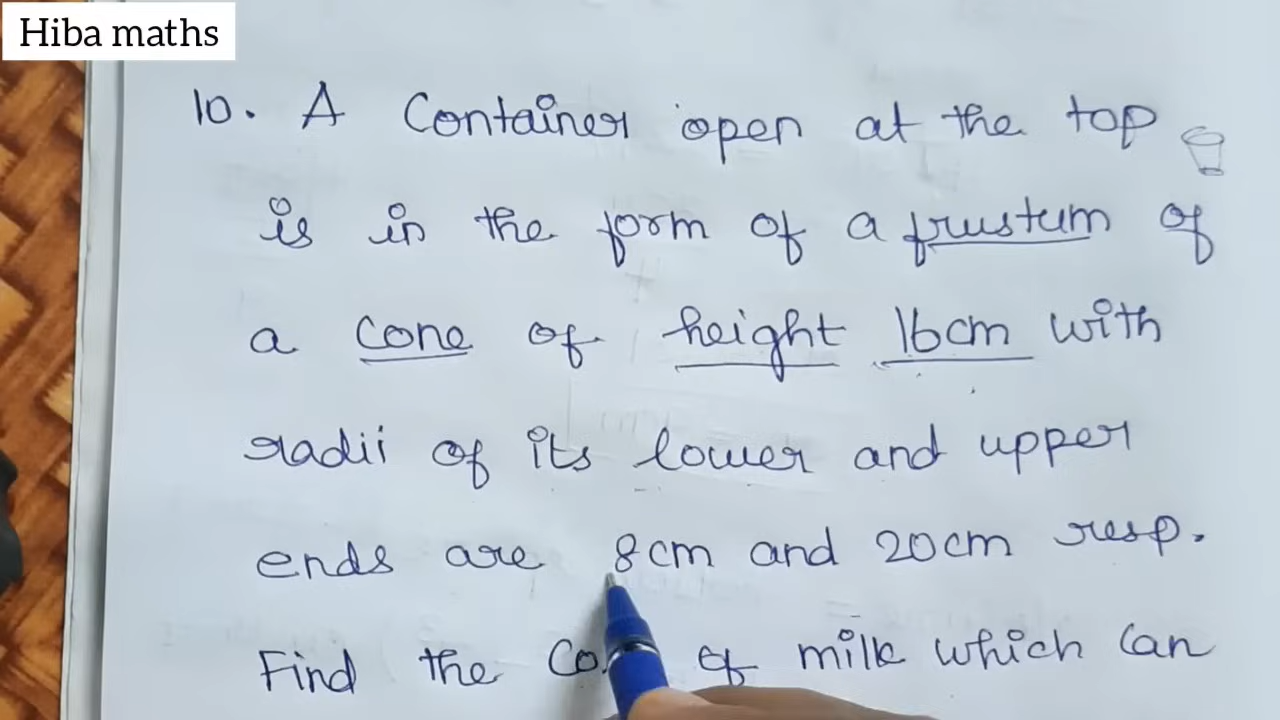 Hiba maths
10. A Container open at the top
is in the form of a frustum of
a cone of height 16cm with
radii of its lower and upper
ends are 8cm and 20cm resp.
Find the of milk which can